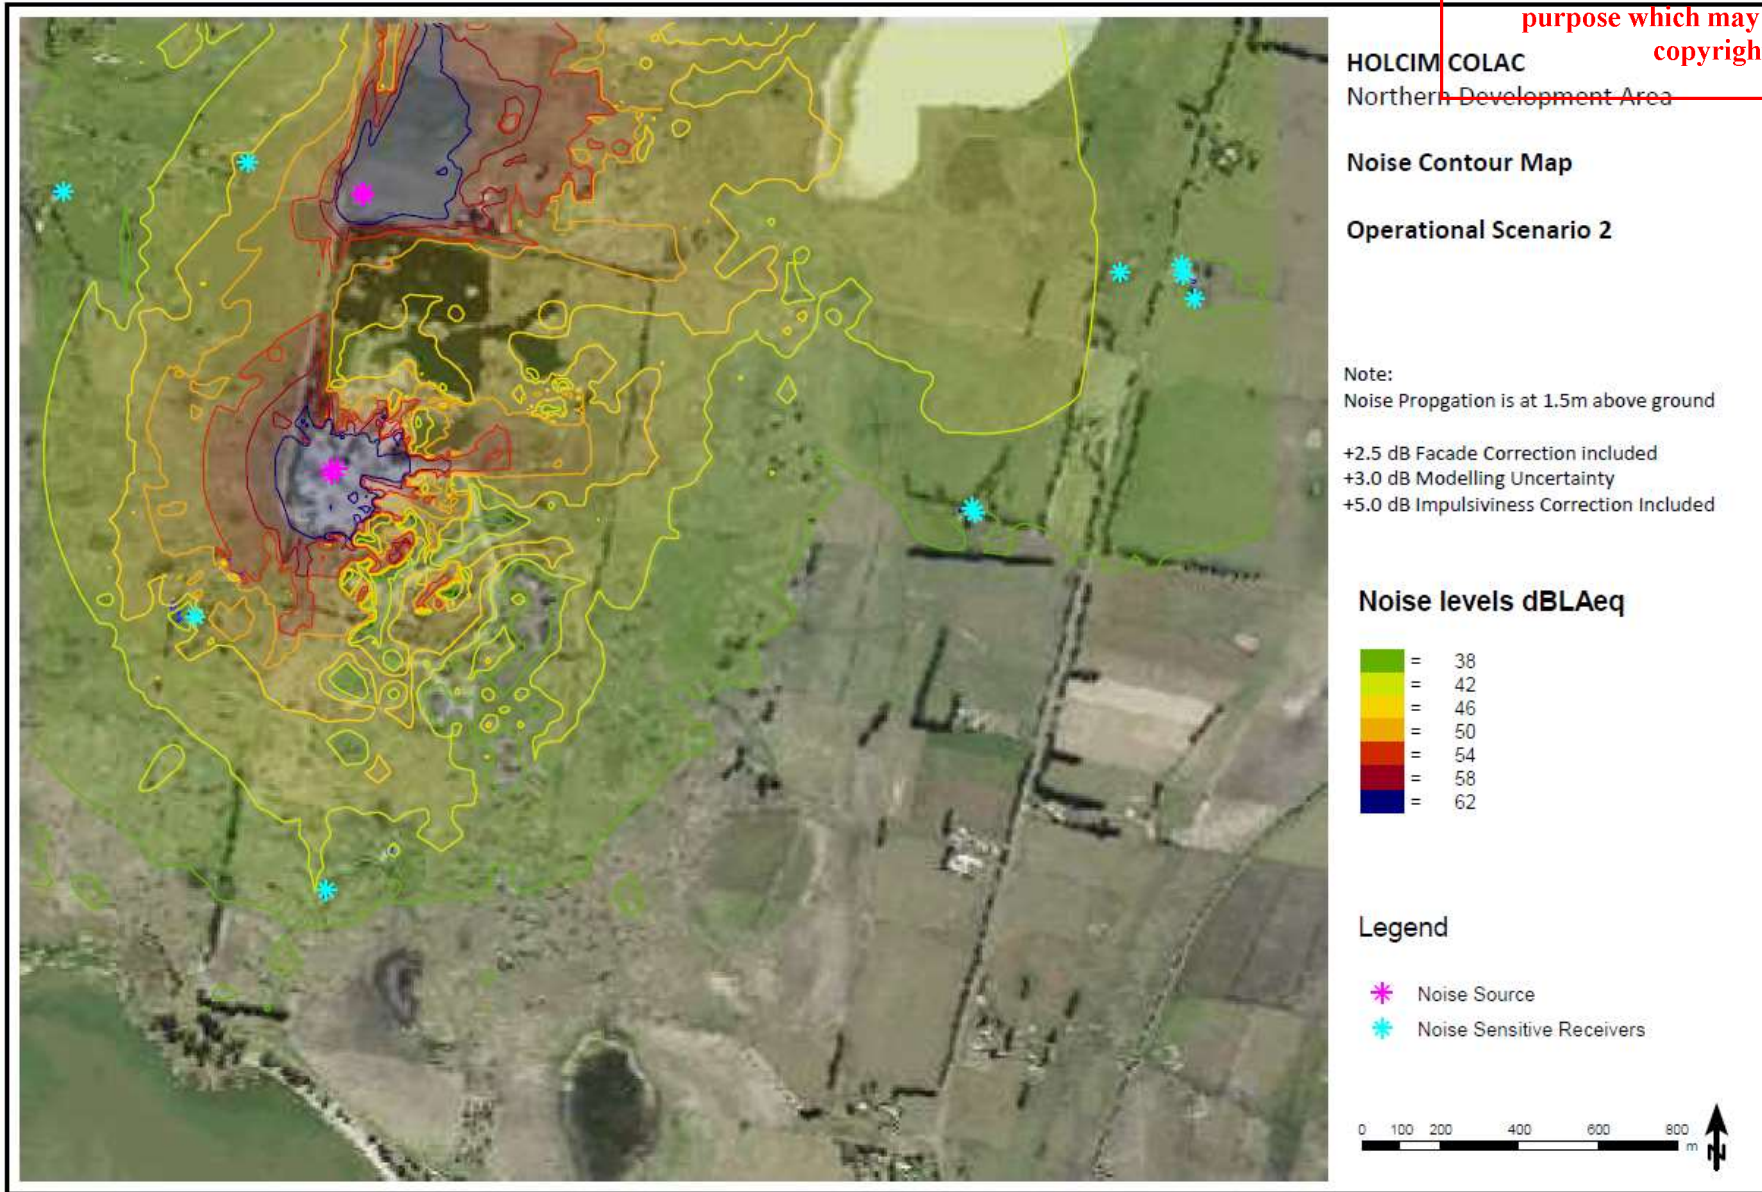 purpose which may
copyrigh
HOLCIM COLAC
Northern Development Area
Noise Contour Map
Operational Scenario 2
Note:
Noise Propgation is at 1.5m above ground
+2.5 dB Facade Correction included
+3.0 dB Modelling Uncertainty
+5.0 dB Impulsiviness Correction Included
Noise levels dBLAeq
= 38
= 42
= 46
= 50
= 54
= 58
= 62
Legend
Noise Source
Noise Sensitive Receivers
0 100 200 400 600 800
m
N